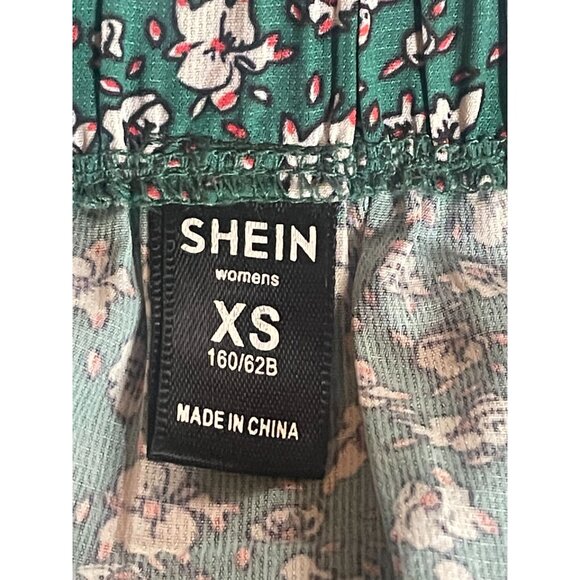 SHEIN
womens
XS
160/62B
MADE IN CHINA